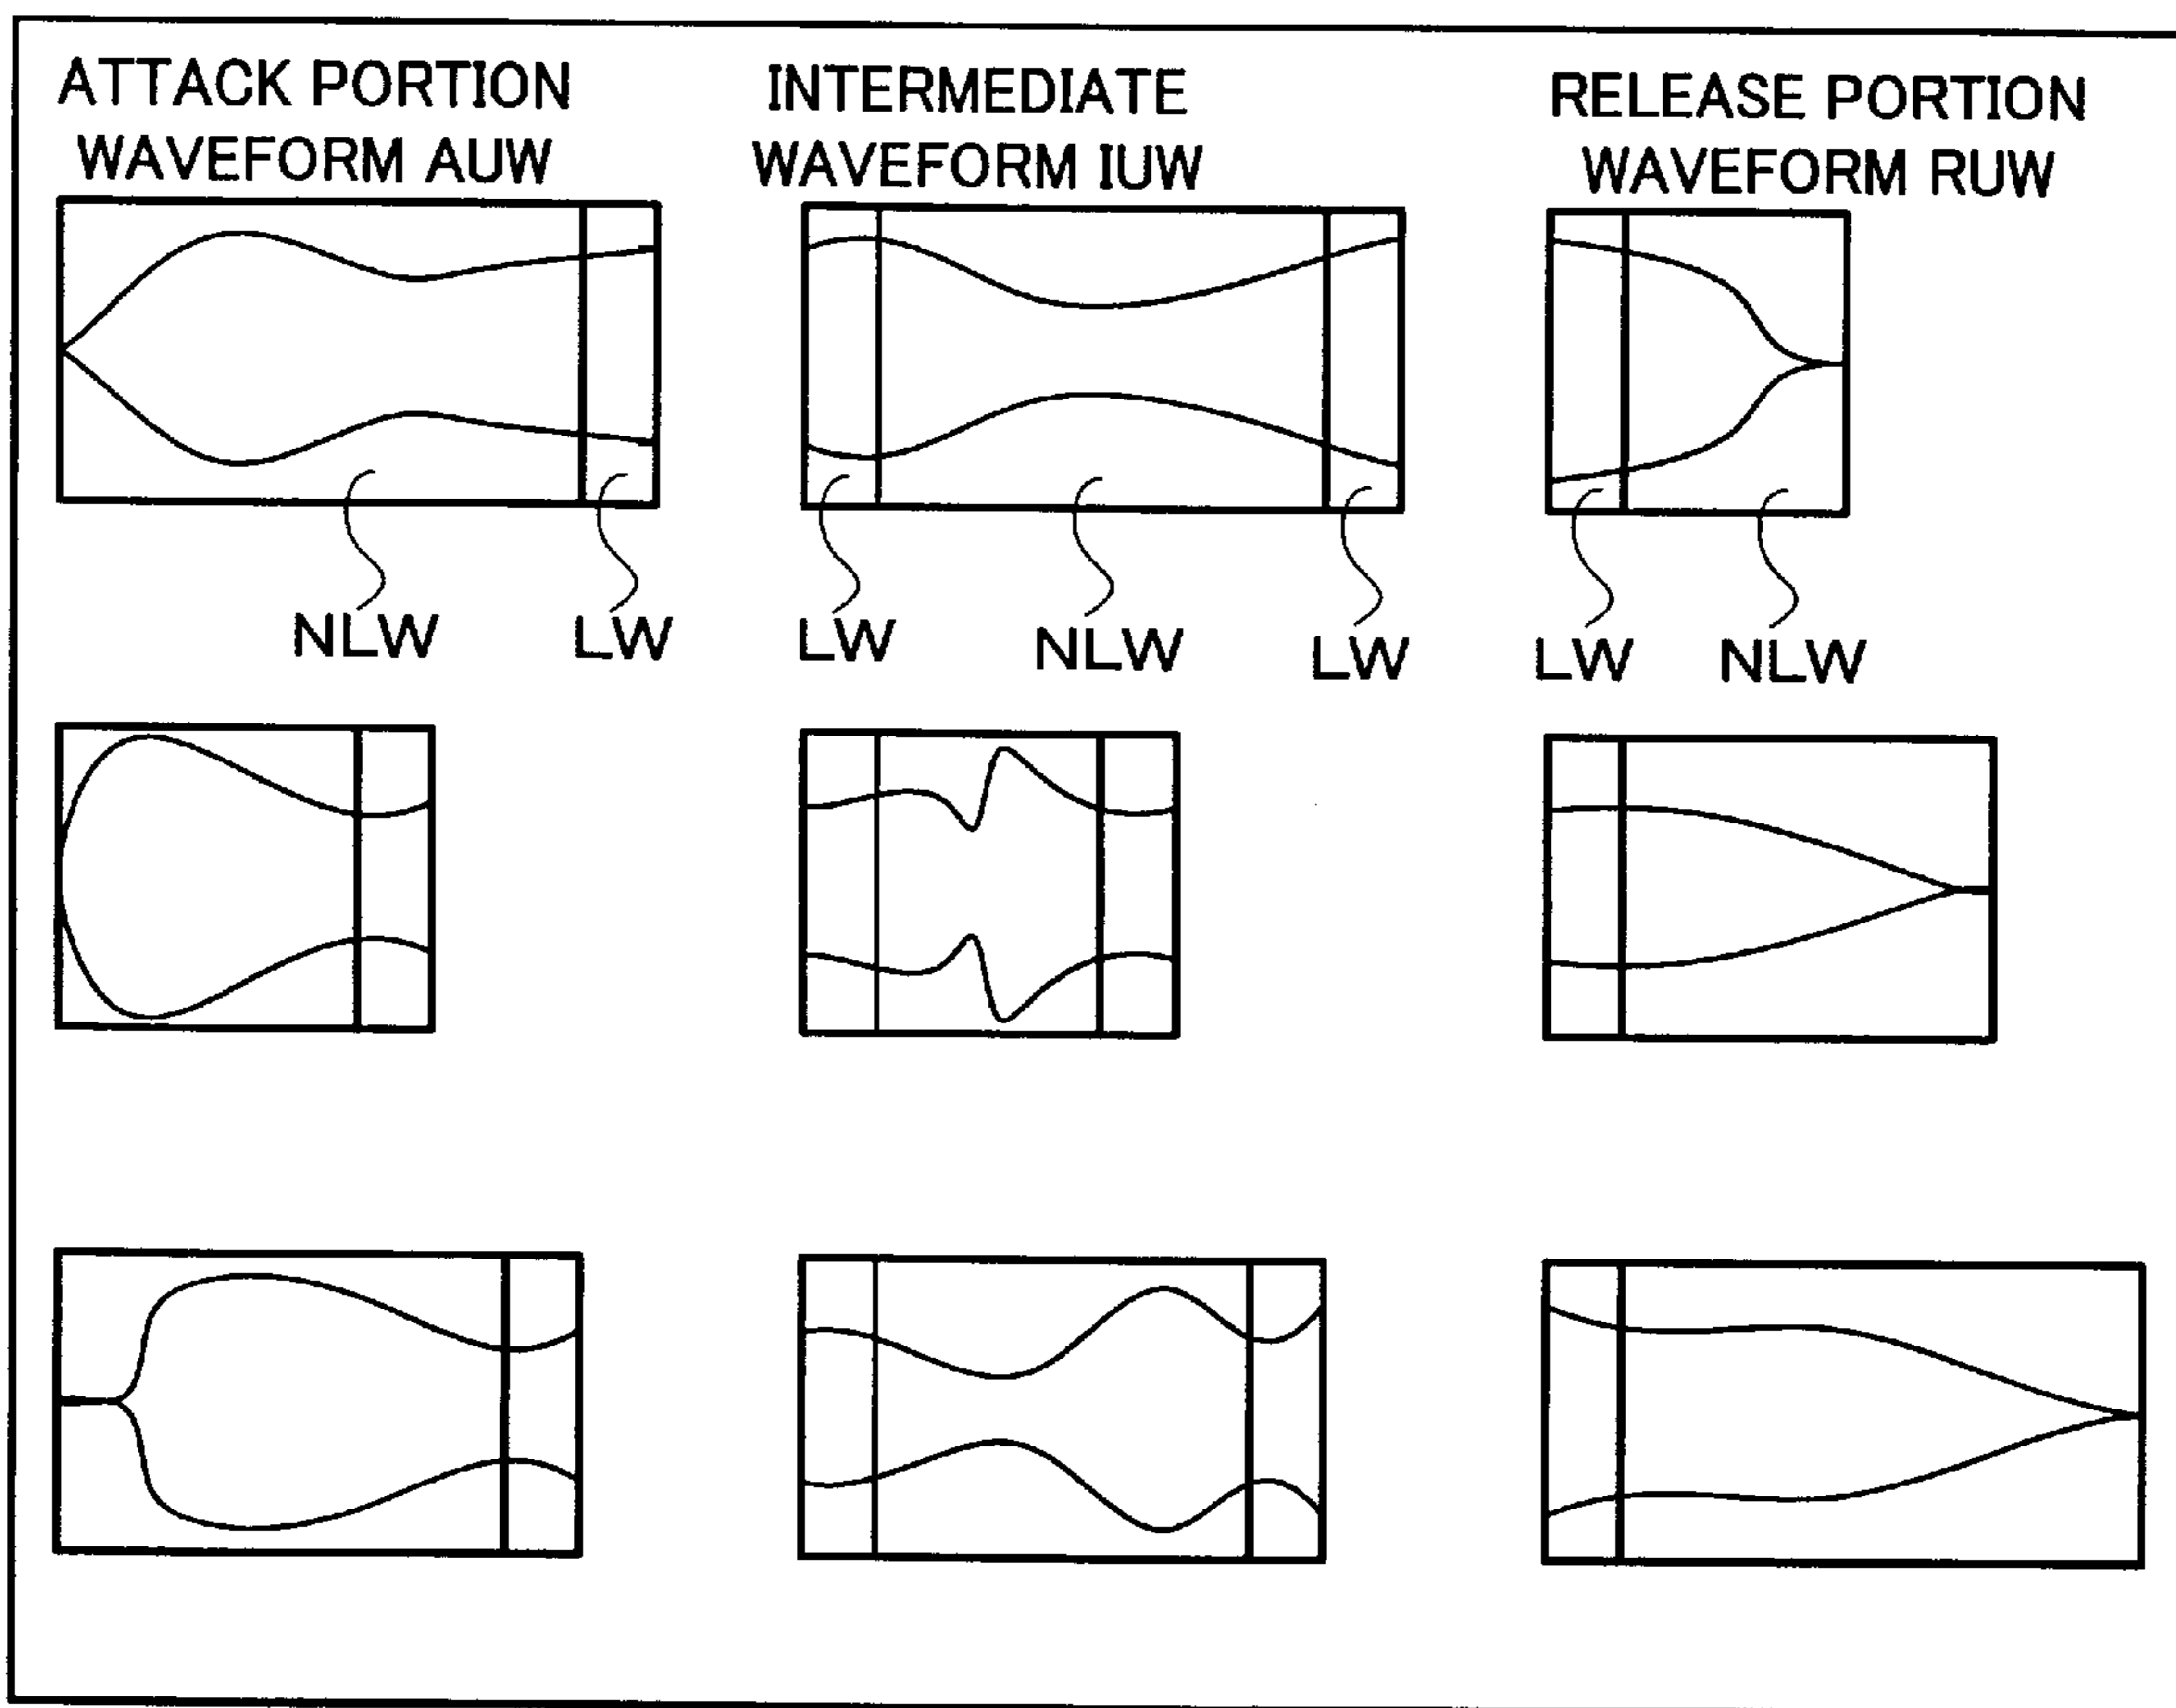 ATTACK PORTION
WAVEFORM AUW
INTERMEDIATE
WAVEFORM IUW
RELEASE PORTION
WAVEFORM RUW
NLW
LW
LW
NLW
LW
LW
NLW